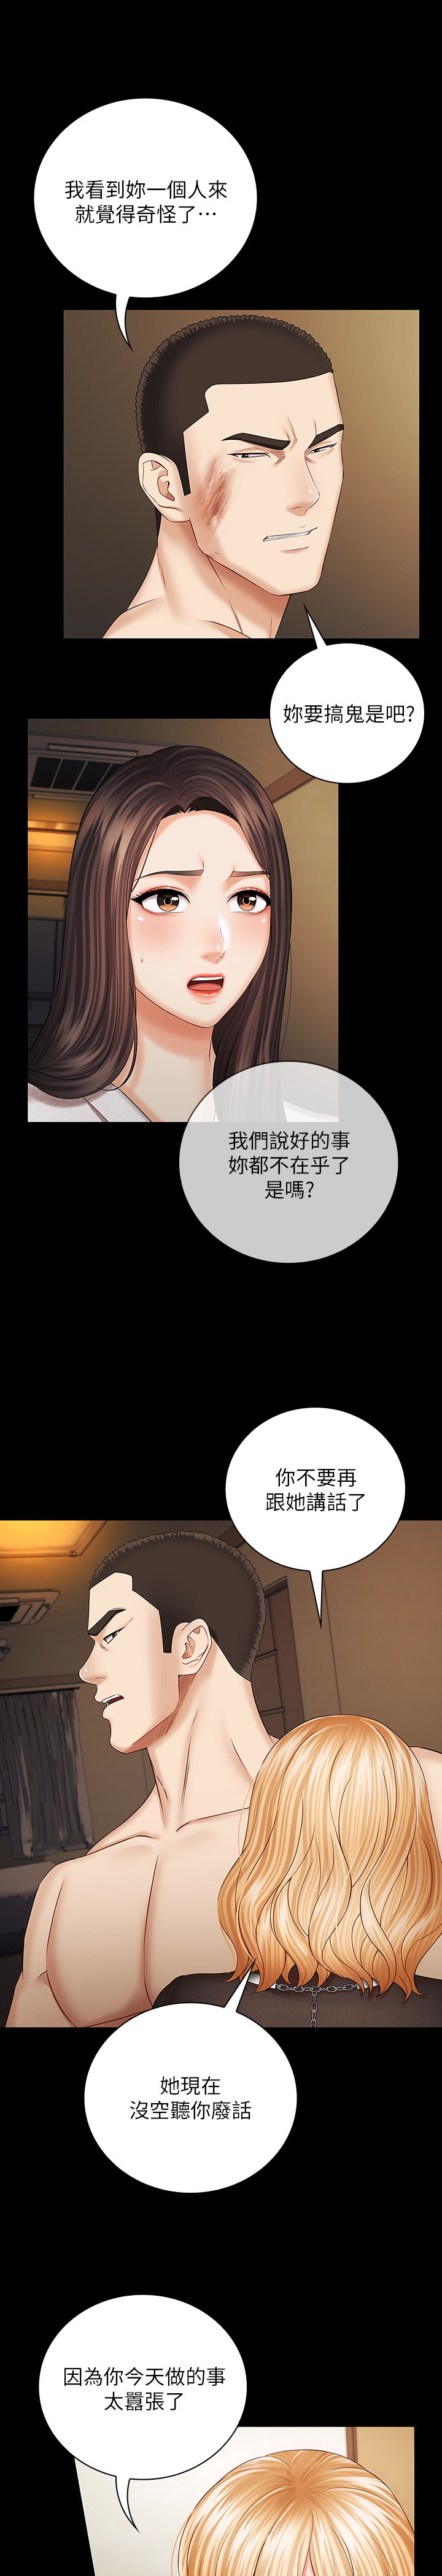 我看到妳一個人來
就覺得奇怪了…
妳要搞鬼是吧?
我們說好的事
妳都不在乎了
是嗎?
你不要再
跟她講話了
她現在
沒空聽你廢話
因為你今天做的事
太囂張了